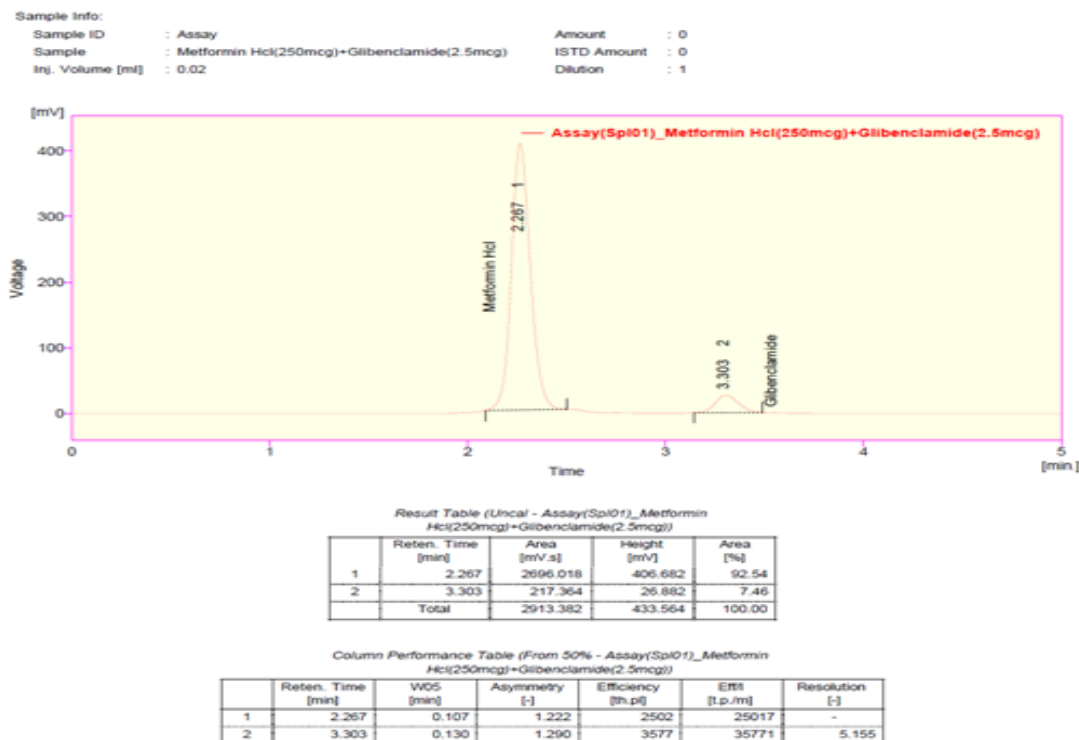 Sample Info:
Sample ID : Assay Amount : 0
Sample : Metformin Hcl(250mcg)+Glibenclamide(2.5mcg) ISTD Amount : 0
Inj. Volume [ml] : 0.02 Dilution : 1
[mV]
Assay(Spl01)_Metformin Hcl(250mcg)+Glibenclamide(2.5mcg)
400
300
200
100
0
Voltage
Metformin Hcl
2.267 1
3.303 2
Glibenclamide
0 1 2 3 4 5
Time
[min.]
Result Table (Uncal - Assay(Spl01)_Metformin
Hcl(250mcg)+Glibenclamide(2.5mcg))
Reten. Time Area Height Area
[min] [mV.s] [mV] [%]
1 2.267 2696.018 406.682 92.54
2 3.303 217.364 26.882 7.46
Total 2913.382 433.564 100.00
Column Performance Table (From 50% - Assay(Spl01)_Metformin
Hcl(250mcg)+Glibenclamide(2.5mcg))
Reten. Time W05 Asymmetry Efficiency Eff/l Resolution
[min] [min] [-] [th.pl] [t.p./m] [-]
1 2.267 0.107 1.222 2502 25017 -
2 3.303 0.130 1.290 3577 35771 5.155